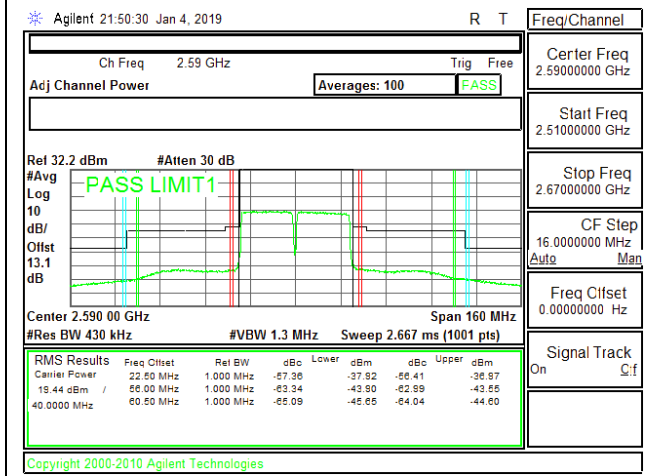 Agilent 21:50:30 Jan 4, 2019 R T
Ch Freq 2.59 GHz Trig Free
Adj Channel Power Averages: 100 PASS
Ref 32.2 dBm #Atten 30 dB
#Avg
Log
10
dB/
Offst
13.1
dB
PASS LIMIT1
Center 2.590 00 GHz Span 160 MHz
#Res BW 430 kHz #VBW 1.3 MHz Sweep 2.667 ms (1001 pts)
RMS Results Freq Offset Ref BW dBc Lower dBm dBc Upper dBm
Carrier Power 22.50 MHz 1.000 MHz -57.36 -37.92 -56.41 -36.97
19.44 dBm / 56.00 MHz 1.000 MHz -63.34 -43.90 -62.99 -43.55
40.0000 MHz 60.50 MHz 1.000 MHz -65.09 -45.65 -64.04 -44.60
Copyright 2000-2010 Agilent Technologies
Freq/Channel
Center Freq
2.59000000 GHz
Start Freq
2.51000000 GHz
Stop Freq
2.67000000 GHz
CF Step
16.0000000 MHz
Auto Man
Freq Offset
0.00000000 Hz
Signal Track
On Off